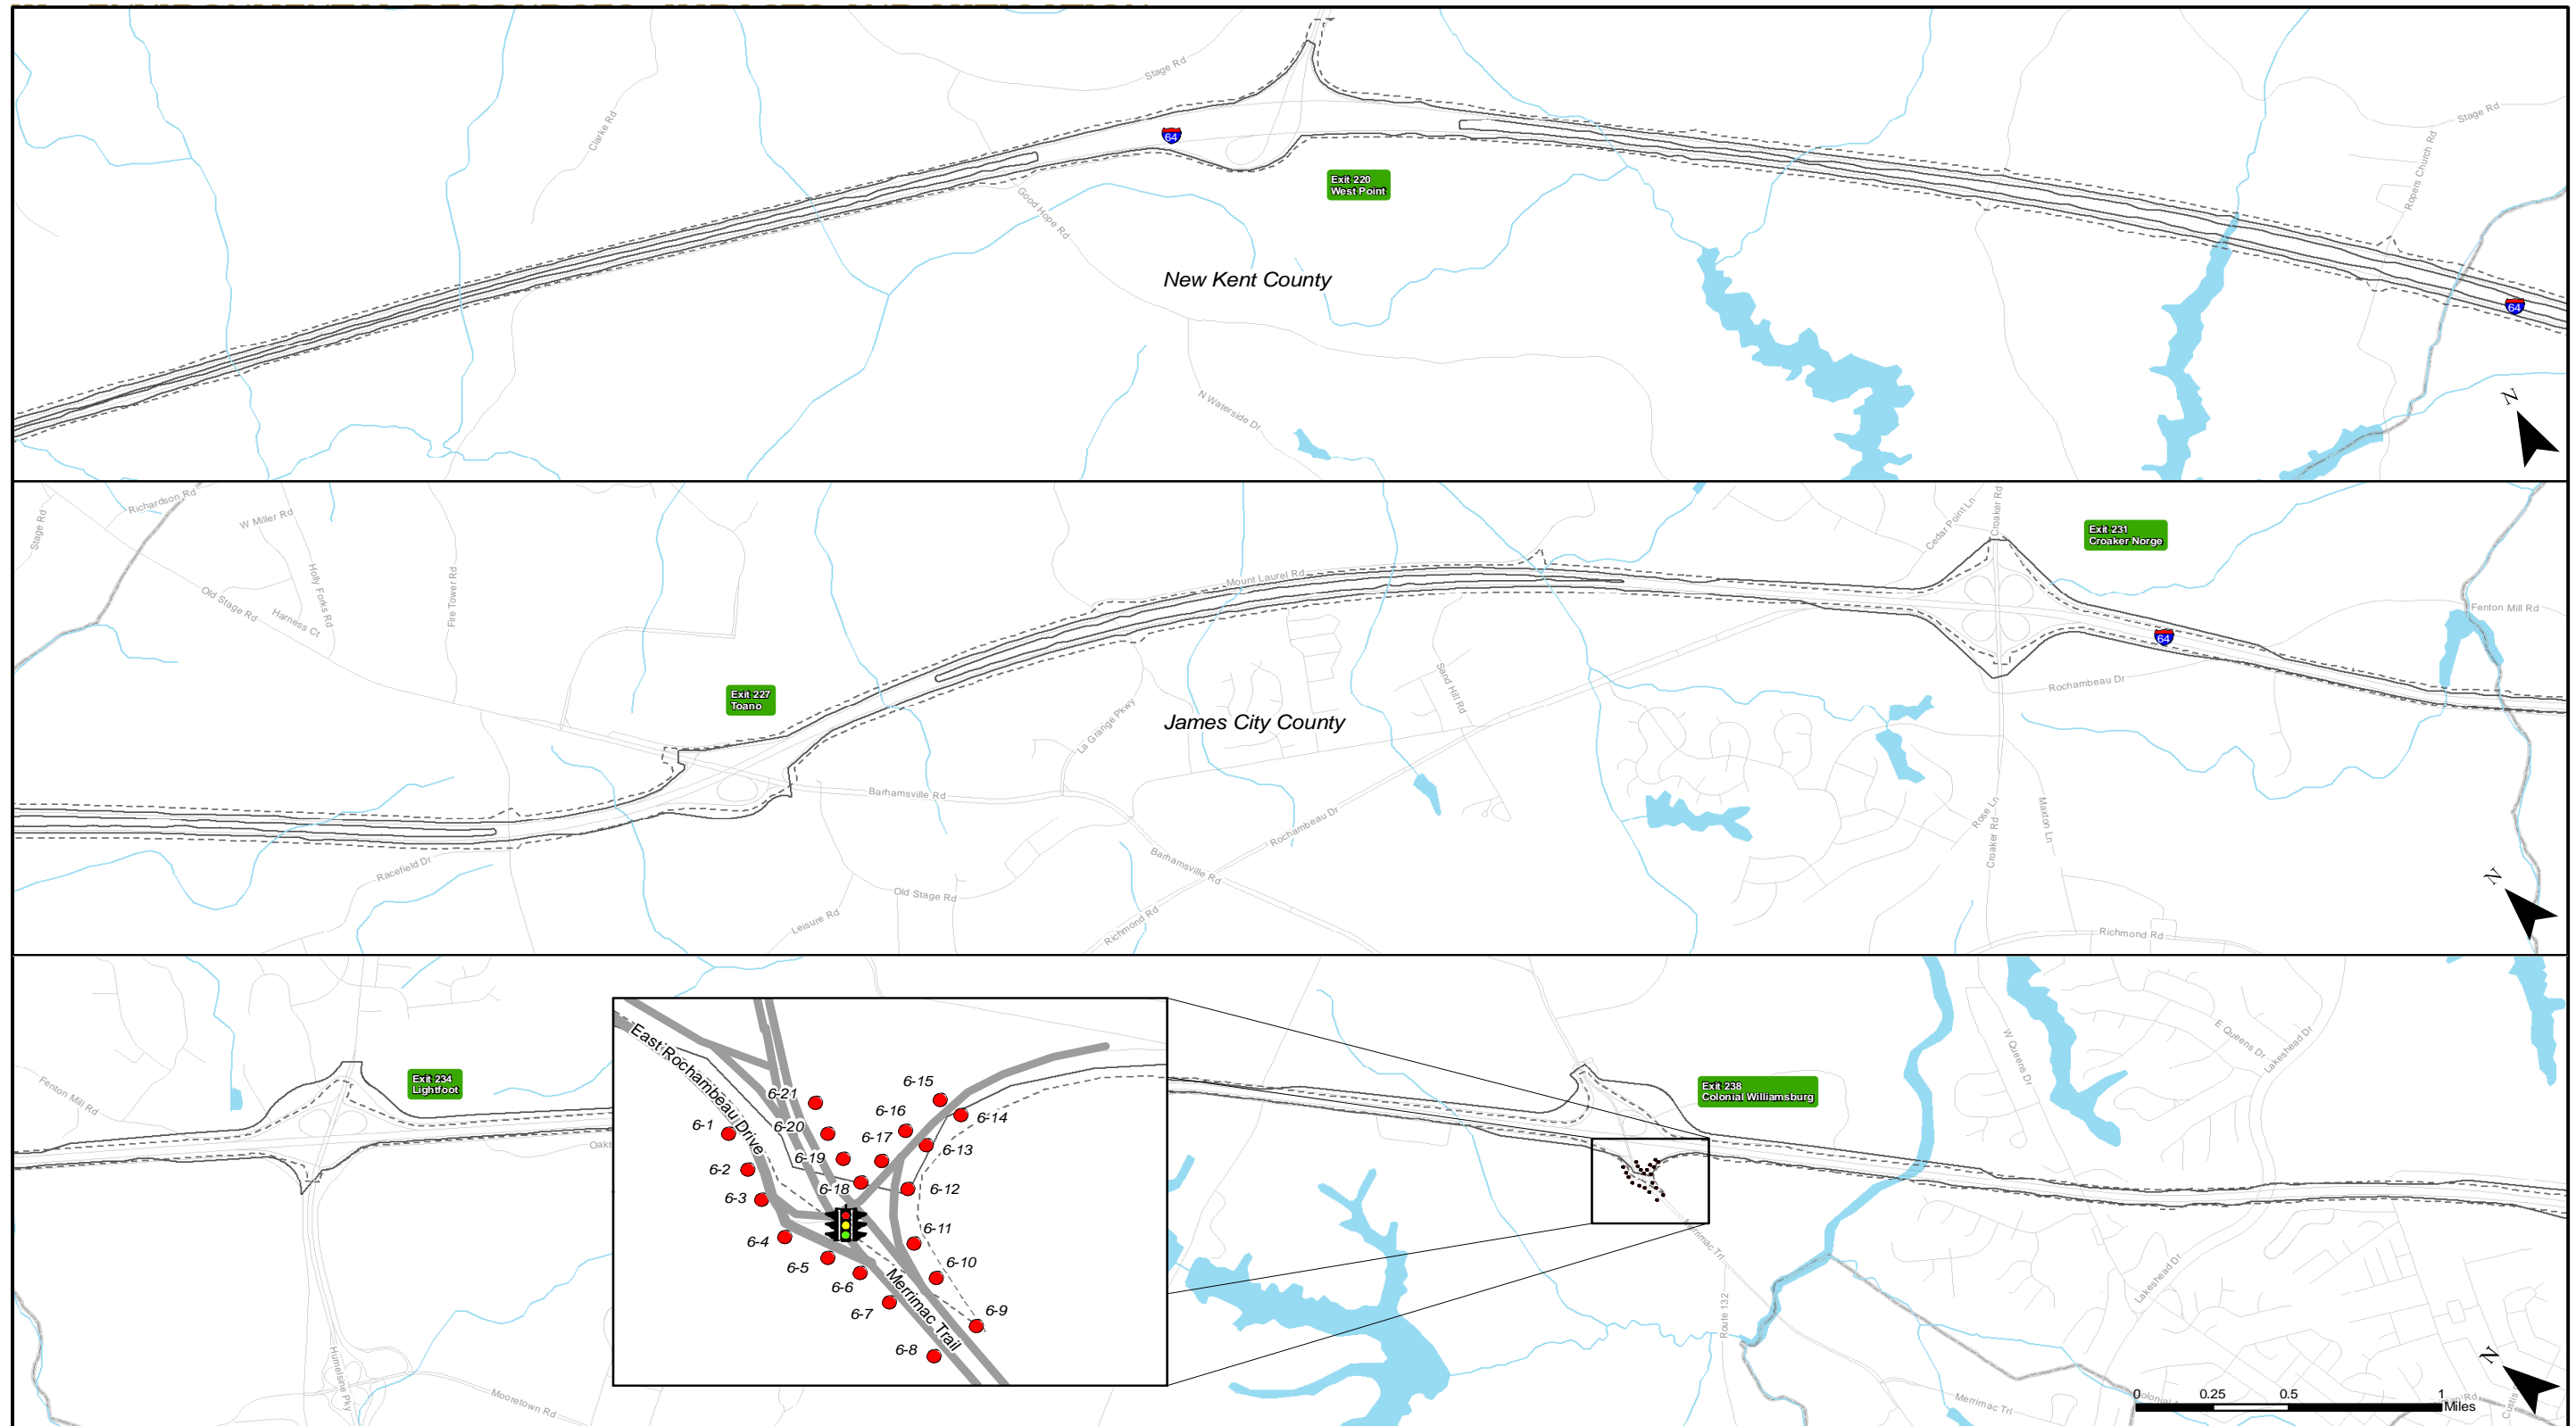 Stage Rd
Clarke Rd
64
Stage Rd
Exit 220
West Point
Ropers Church Rd
Good Hope Rd
New Kent County
64
N Waterside Dr
N
Richardson Rd
W Miller Rd
Stage Rd
Cedar Point Ln
Croaker Rd
Exit 231
Croaker Norge
Holly Forks Rd
Fire Tower Rd
Mount Laurel Rd
Old Stage Rd
Harness Ct
Fenton Mill Rd
64
Exit 227
Toano
Sand Hill Rd
Rochambeau Dr
La Grange Pkwy
James City County
Barhamsville Rd
Rose Ln
Maxton Ln
Croaker Rd
Rochambeau Dr
Racefield Dr
Barhamsville Rd
Old Stage Rd
Leisure Rd
Richmond Rd
Richmond Rd
N
East Rochambeau Drive
Exit 234
Lightfoot
Fenton Mill Rd
6-21
6-15
6-16
6-14
6-1
6-20
6-17
6-13
6-19
6-2
6-18
6-12
6-3
6-11
6-4
6-10
6-5
6-6
6-7
6-9
6-8
Merrimac Trail
Exit 238
Colonial Williamsburg
W Queens Dr
E Queens Dr
Lakeshead Dr
Merrimac Trl
Lakeshead Dr
Route 132
Humelsine Pky
Mooretown Rd
Merrimac Trl
N
0 0.25 0.5 1
Miles